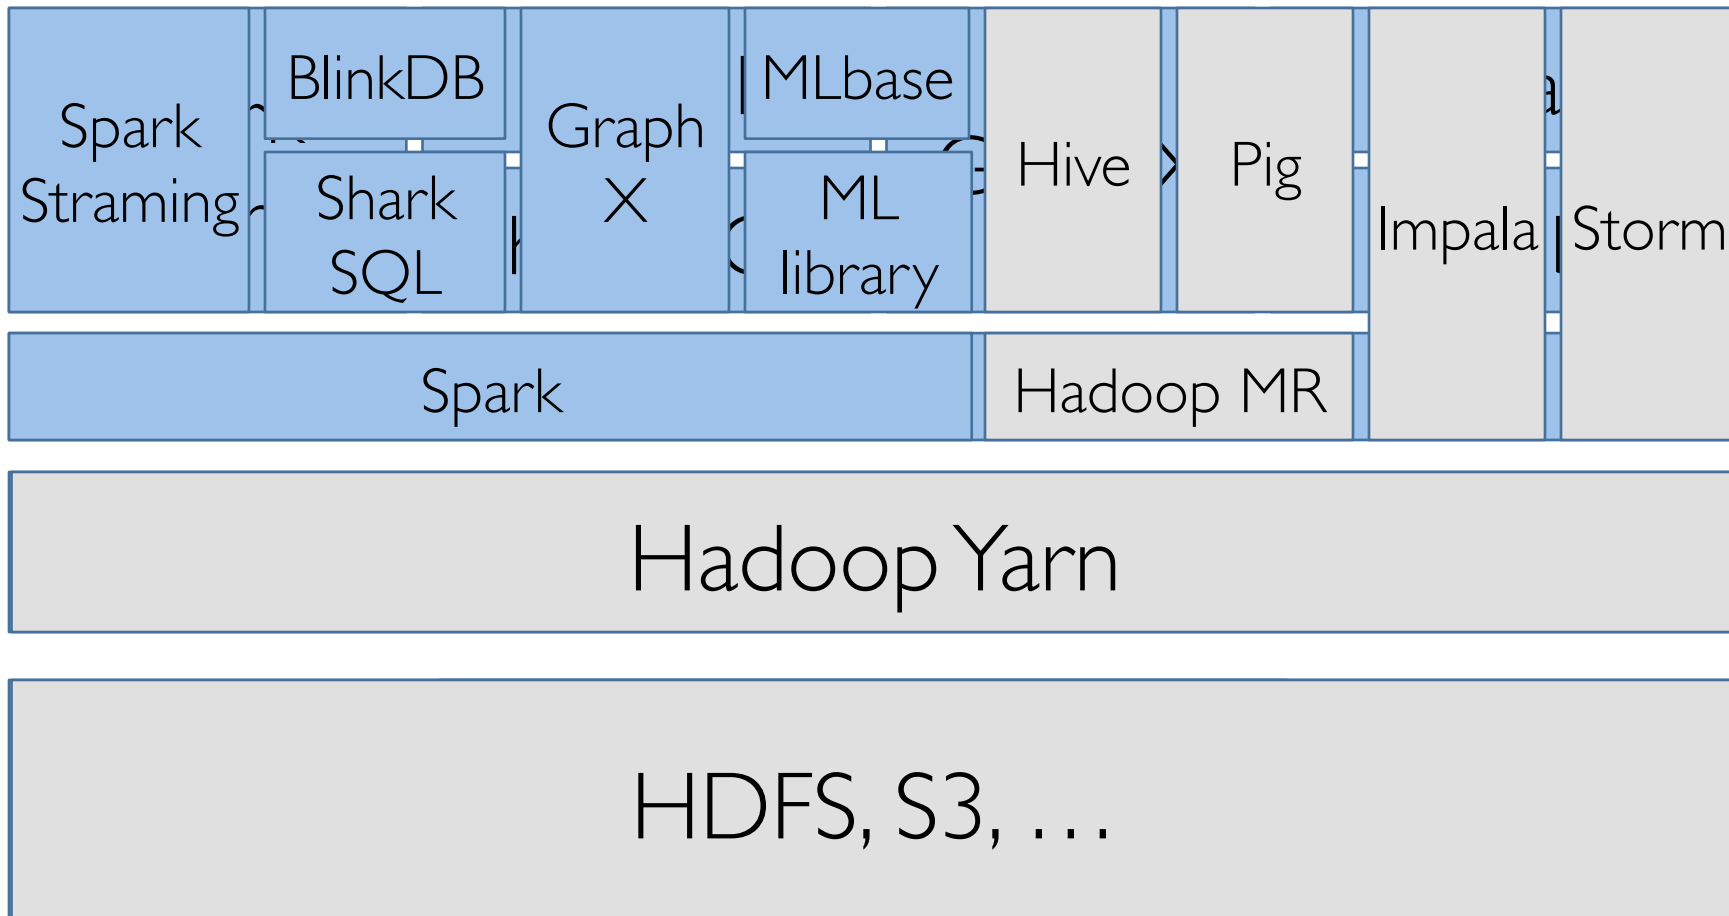 Spark
Straming
BlinkDB
Shark
SQL
Graph
X
MLbase
ML
library
Hive
Pig
Impala
Storm
Spark
Hadoop MR
Hadoop Yarn
HDFS, S3, …